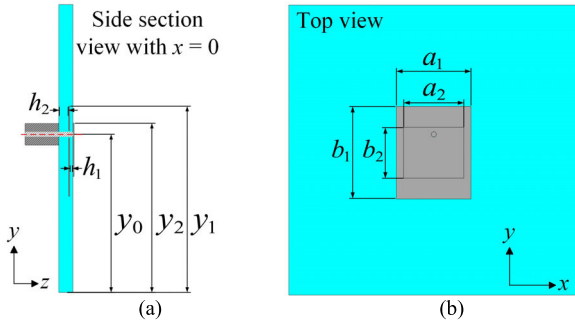 Side section
view with x = 0
h₂
h₁
y₀
y₂
y₁
y
z
(a)
Top view
a₁
a₂
b₁
b₂
y
x
(b)